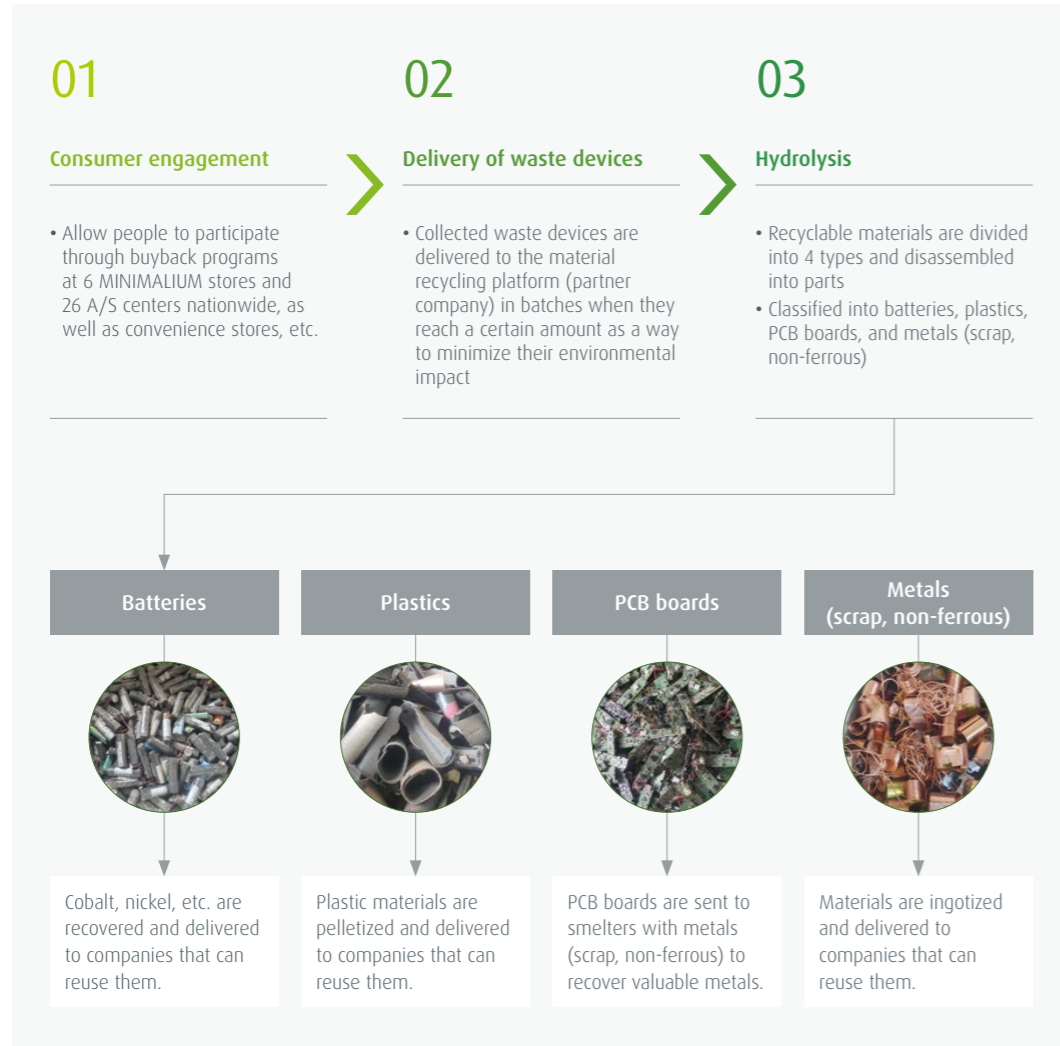 01
Consumer engagement
• Allow people to participate
through buyback programs
at 6 MINIMALIUM stores and
26 A/S centers nationwide, as
well as convenience stores, etc.
02
Delivery of waste devices
• Collected waste devices are
delivered to the material
recycling platform (partner
company) in batches when they
reach a certain amount as a way
to minimize their environmental
impact
03
Hydrolysis
• Recyclable materials are divided
into 4 types and disassembled
into parts
• Classified into batteries, plastics,
PCB boards, and metals (scrap,
non-ferrous)
Batteries
Cobalt, nickel, etc. are
recovered and delivered
to companies that can
reuse them.
Plastics
Plastic materials are
pelletized and delivered
to companies that can
reuse them.
PCB boards
PCB boards are sent to
smelters with metals
(scrap, non-ferrous) to
recover valuable metals.
Metals
(scrap, non-ferrous)
Materials are ingotized
and delivered to
companies that can
reuse them.